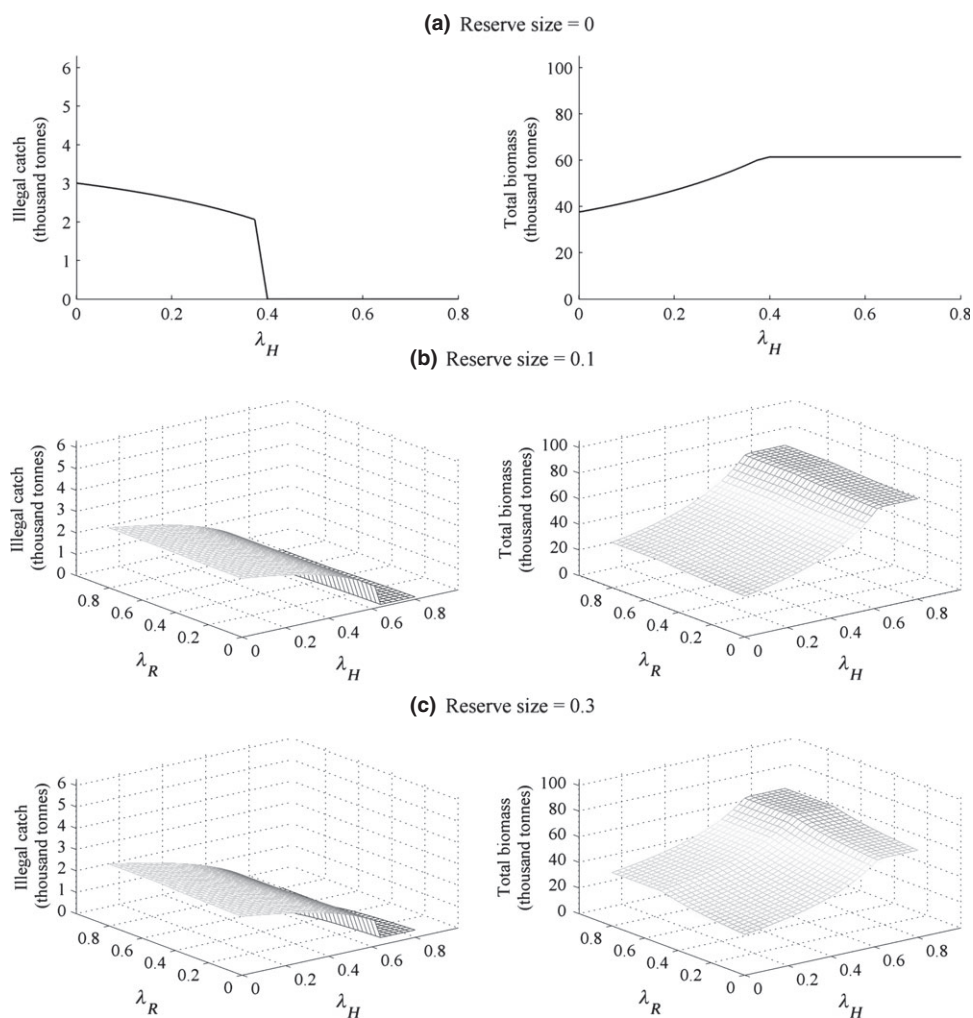 (a) Reserve size = 0
Illegal catch
(thousand tonnes)
6
5
4
3
2
1
0
0 0.2 0.4 0.6 0.8
λH
Total biomass
(thousand tonnes)
100
80
60
40
20
0
0 0.2 0.4 0.6 0.8
λH
(b) Reserve size = 0.1
Illegal catch
(thousand tonnes)
6
5
4
3
2
1
0
0.8 0.6 0.4 0.2 0
λR
0 0.2 0.4 0.6 0.8
λH
Total biomass
(thousand tonnes)
100
80
60
40
20
0
0.8 0.6 0.4 0.2 0
λR
0 0.2 0.4 0.6 0.8
λH
(c) Reserve size = 0.3
Illegal catch
(thousand tonnes)
6
5
4
3
2
1
0
0.8 0.6 0.4 0.2 0
λR
0 0.2 0.4 0.6 0.8
λH
Total biomass
(thousand tonnes)
100
80
60
40
20
0
0.8 0.6 0.4 0.2 0
λR
0 0.2 0.4 0.6 0.8
λH